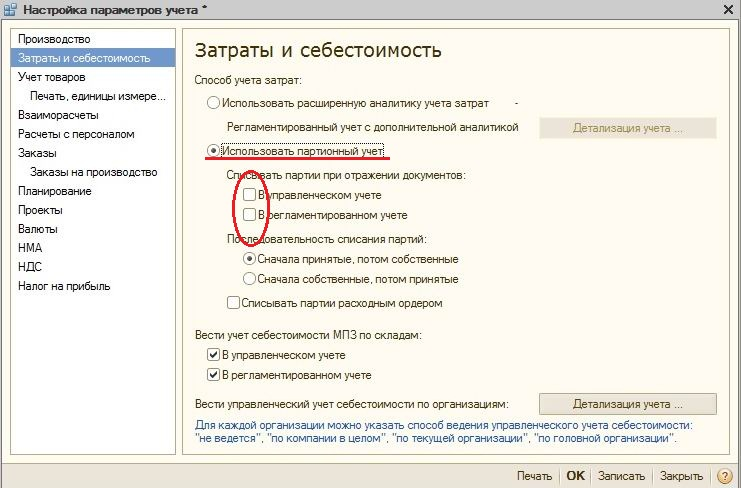 Настройка параметров учета *
Производство
Затраты и себестоимость
Учет товаров
Печать, единицы измере...
Взаиморасчеты
Расчеты с персоналом
Заказы
Заказы на производство
Планирование
Проекты
Валюты
НМА
НДС
Налог на прибыль
Затраты и себестоимость
Способ учета затрат:
Использовать расширенную аналитику учета затрат -
Регламентированный учет с дополнительной аналитикой
Детализация учета ...
Использовать партионный учет
Списывать партии при отражении документов:
В управленческом учете
В регламентированном учете
Последовательность списания партий:
Сначала принятые, потом собственные
Сначала собственные, потом принятые
Списывать партии расходным ордером
Вести учет себестоимости МПЗ по складам:
В управленческом учете
В регламентированном учете
Вести управленческий учет себестоимости по организациям:
Детализация учета ...
Для каждой организации можно указать способ ведения управленческого учета себестоимости:
"не ведется", "по компании в целом", "по текущей организации", "по головной организации".
Печать OK Записать Закрыть ?